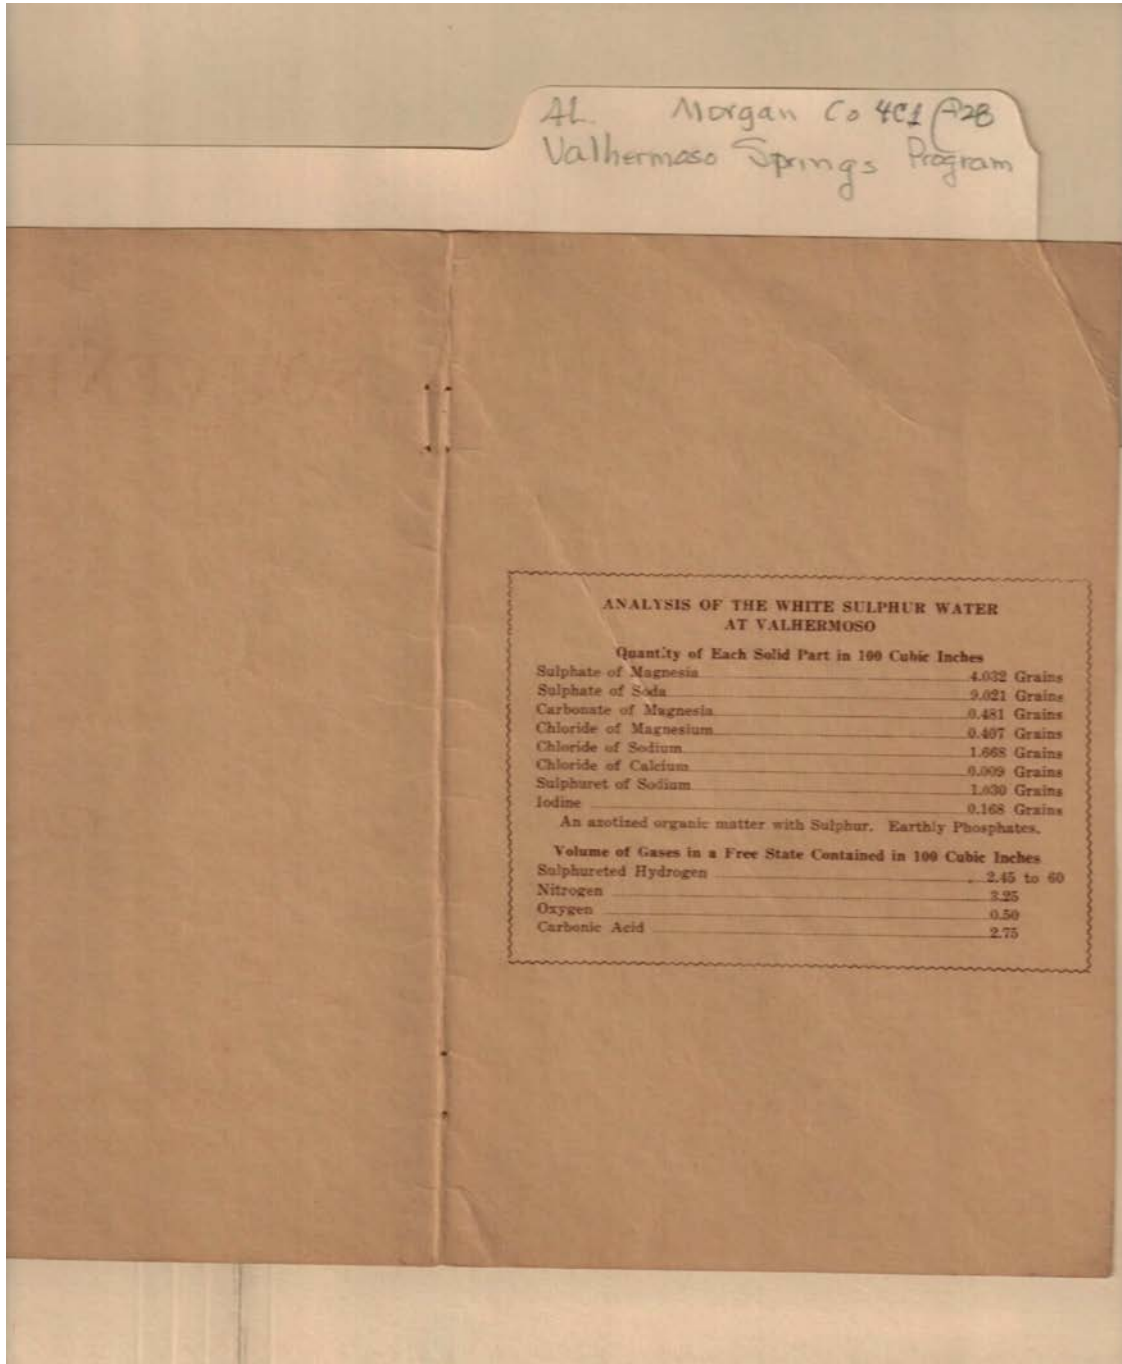 AL. Morgan Co 4C1 F28
Valhermoso Springs Program
ANALYSIS OF THE WHITE SULPHUR WATER
AT VALHERMOSO
Quantity of Each Solid Part in 100 Cubic Inches
Sulphate of Magnesia 4.032 Grains
Sulphate of Soda 9.021 Grains
Carbonate of Magnesia 0.481 Grains
Chloride of Magnesium 0.407 Grains
Chloride of Sodium 1.668 Grains
Chloride of Calcium 0.009 Grains
Sulphuret of Sodium 1.030 Grains
Iodine 0.168 Grains
An azotized organic matter with Sulphur. Earthly Phosphates.
Volume of Gases in a Free State Contained in 100 Cubic Inches
Sulphureted Hydrogen 2.45 to 60
Nitrogen 3.25
Oxygen 0.50
Carbonic Acid 2.75